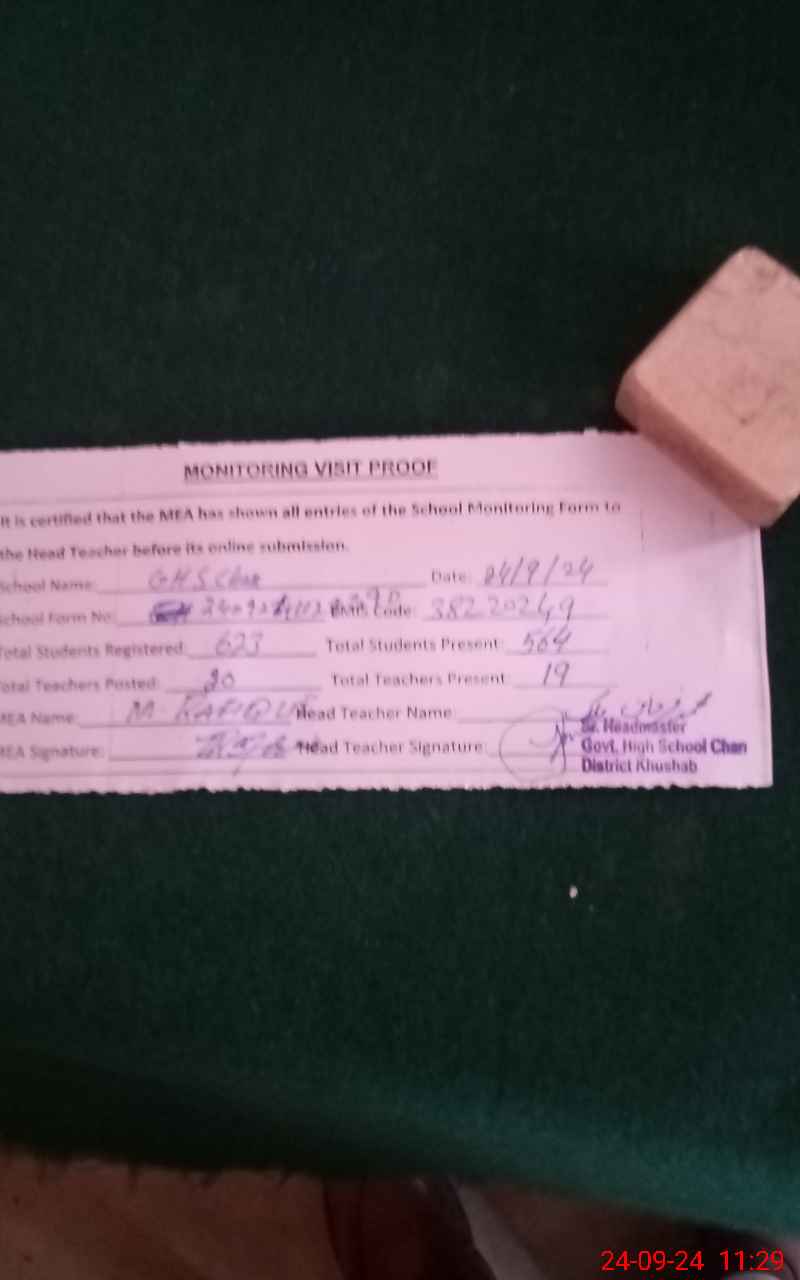 MONITORING VISIT PROOF
It is certified that the MEA has shown all entries of the School Monitoring Form to
the Head Teacher before its online submission.
School Name: G.H.S Chan Date: 24/9/24
School Form No: EMIS Code: 38220249
Total Students Registered: 623 Total Students Present: 564
Total Teachers Posted: 20 Total Teachers Present: 19
MEA Name: M. RAFIQUE Head Teacher Name:
MEA Signature: Head Teacher Signature:
Sr. Headmaster
Govt. High School Chan
District Khushab
24-09-24 11:29